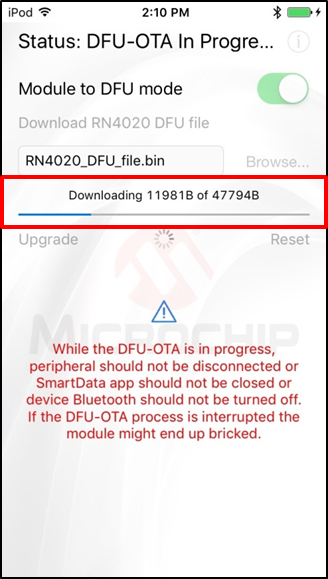 iPod 2:10 PM
Status: DFU-OTA In Progre...
Module to DFU mode
Download RN4020 DFU file
RN4020_DFU_file.bin Browse...
Downloading 11981B of 47794B
Upgrade Reset
MICROCHIP
While the DFU-OTA is in progress,
peripheral should not be disconnected or
SmartData app should not be closed or
device Bluetooth should not be turned off.
If the DFU-OTA process is interrupted the
module might end up bricked.